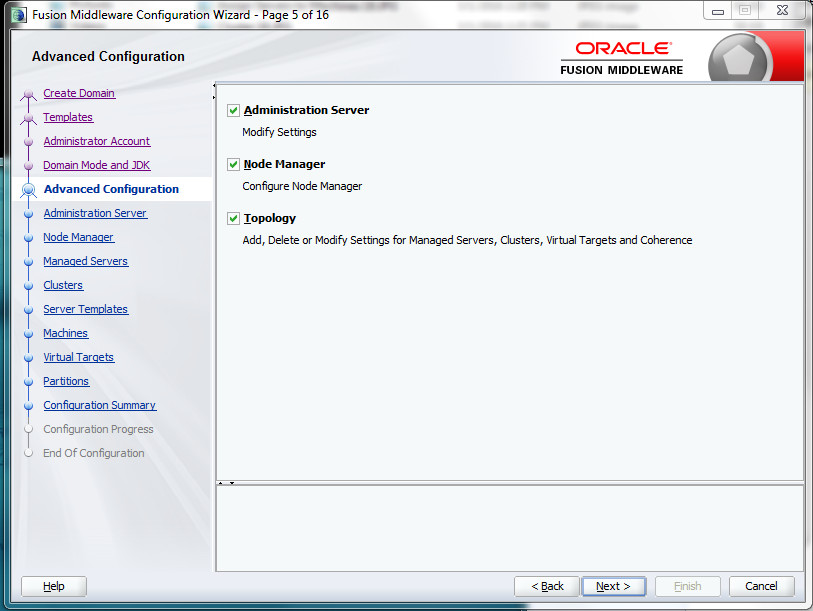 Fusion Middleware Configuration Wizard - Page 5 of 16
Advanced Configuration
ORACLE
FUSION MIDDLEWARE
Create Domain
Templates
Administrator Account
Domain Mode and JDK
Advanced Configuration
Administration Server
Node Manager
Managed Servers
Clusters
Server Templates
Machines
Virtual Targets
Partitions
Configuration Summary
Configuration Progress
End Of Configuration
Administration Server
Modify Settings
Node Manager
Configure Node Manager
Topology
Add, Delete or Modify Settings for Managed Servers, Clusters, Virtual Targets and Coherence
Help
< Back
Next >
Finish
Cancel